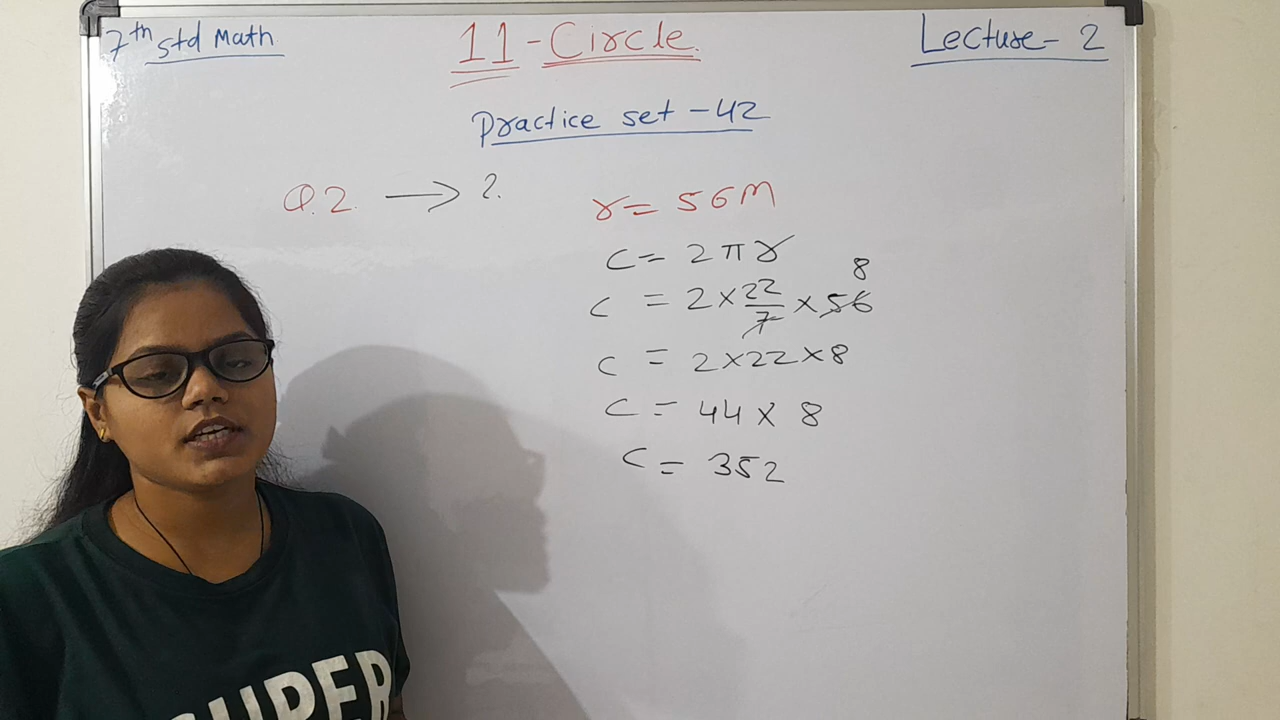 7th std Math
11-Circle.
Lecture- 2
Practice set -42
Q.2. → 2.
r = 56 M
C = 2πr
8
C = 2×22/7×56
C = 2×22×8
C = 44×8
C = 352
SUPER